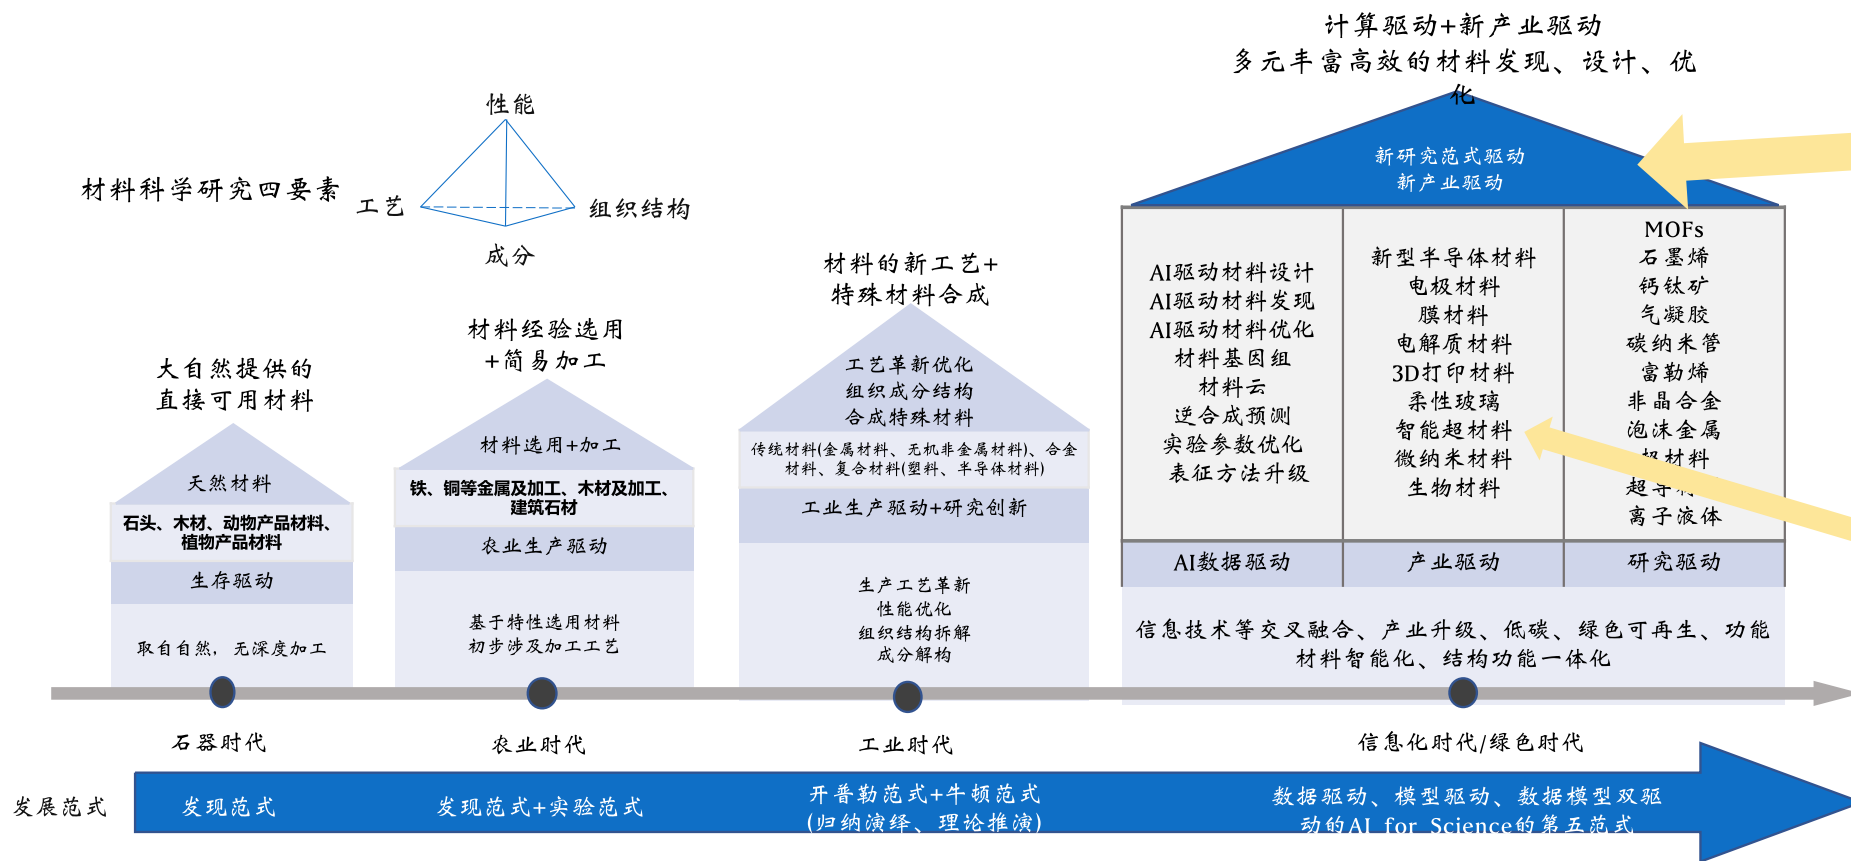 计算驱动+新产业驱动
多元丰富高效的材料发现、设计、优
化
性能
材料科学研究四要素
工艺
组织结构
成分
大自然提供的
直接可用材料
天然材料
石头、木材、动物产品材料、
植物产品材料
生存驱动
取自自然，无深度加工
材料经验选用
+简易加工
材料选用+加工
铁、铜等金属及加工、木材及加工、
建筑石材
农业生产驱动
基于特性选用材料
初步涉及加工工艺
材料的新工艺+
特殊材料合成
工艺革新优化
组织成分结构
合成特殊材料
传统材料(金属材料、无机非金属材料)、合金
材料、复合材料(塑料、半导体材料)
工业生产驱动+研究创新
生产工艺革新
性能优化
组织结构拆解
成分解构
新研究范式驱动
新产业驱动
AI驱动材料设计
AI驱动材料发现
AI驱动材料优化
材料基因组
材料云
逆合成预测
实验参数优化
表征方法升级
AI数据驱动
新型半导体材料
电极材料
膜材料
电解质材料
3D打印材料
柔性玻璃
智能超材料
微纳米材料
生物材料
产业驱动
MOFs
石墨烯
钙钛矿
气凝胶
碳纳米管
富勒烯
非晶合金
泡沫金属
材料
超导
离子液体
研究驱动
信息技术等交叉融合、产业升级、低碳、绿色可再生、功能
材料智能化、结构功能一体化
石器时代
农业时代
工业时代
信息化时代/绿色时代
发展范式
发现范式
发现范式+实验范式
开普勒范式+牛顿范式
(归纳演绎、理论推演)
数据驱动、模型驱动、数据模型双驱
动的AI for Science的第五范式